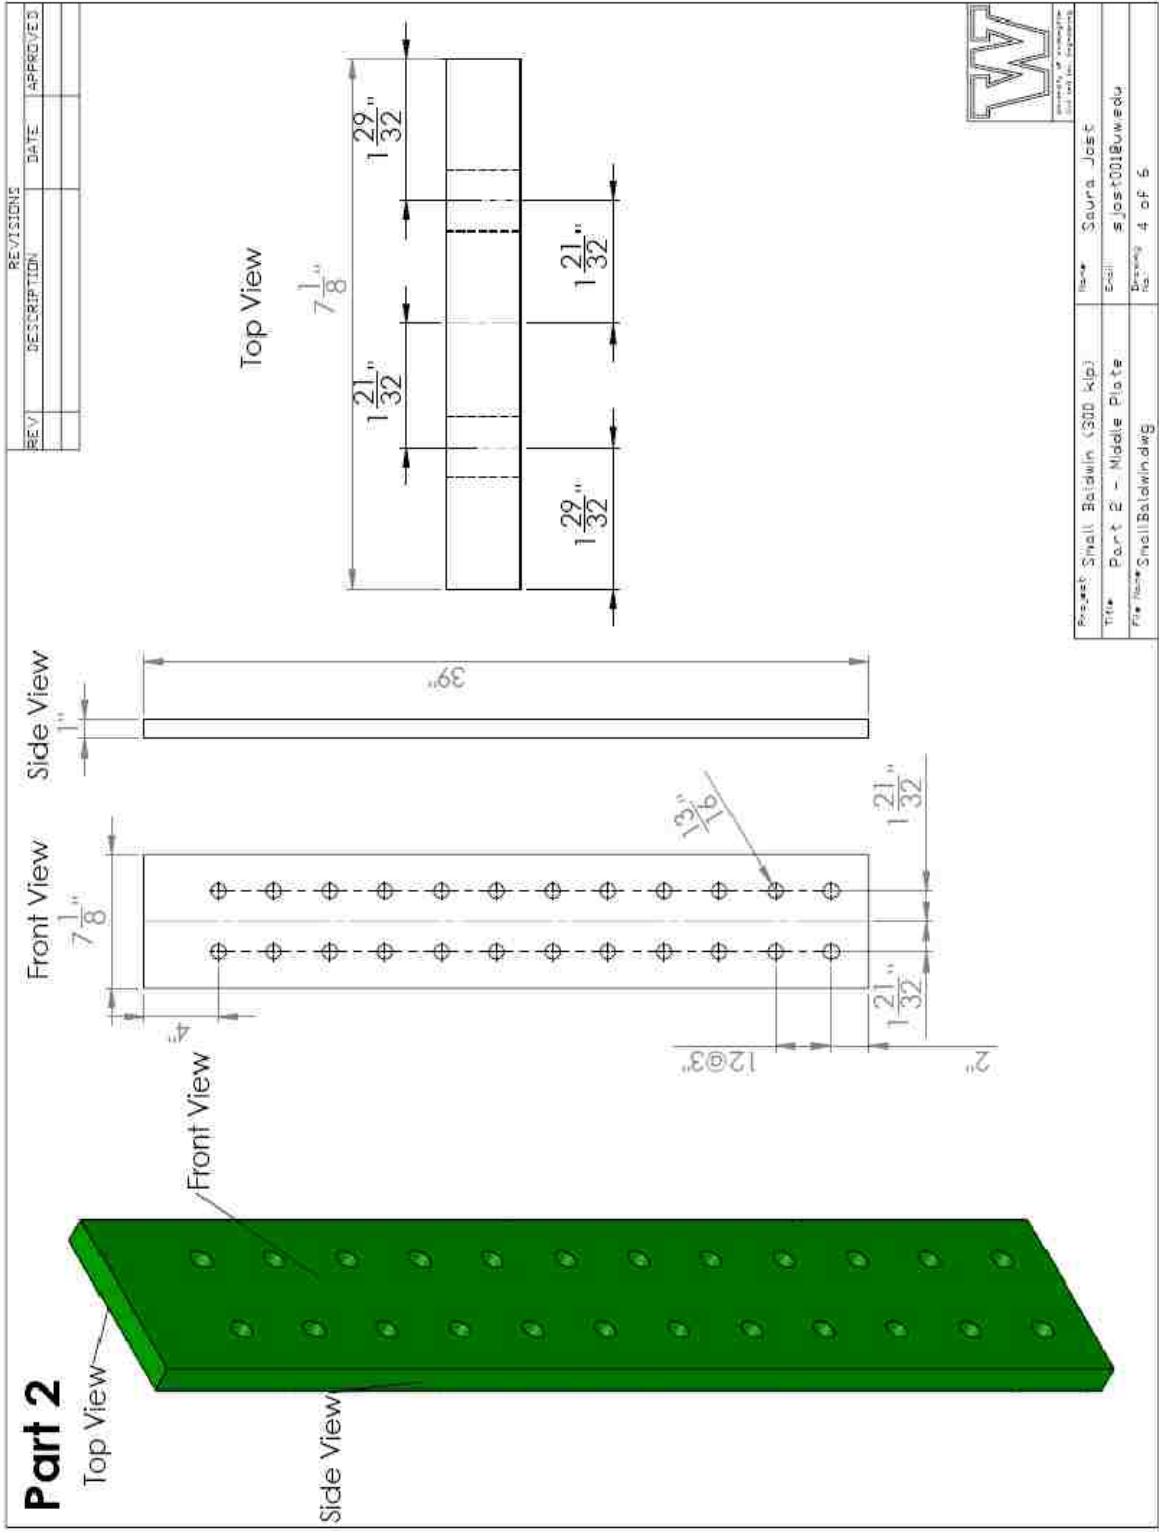 Part 2
Top View
Front View
Side View
Front View
7 1/8"
4"
13/16"
12@3"
2"
1 21/32"
1 21/32"
Side View
1"
39"
Top View
7 1/8"
1 21/32"
1 29/32"
1 29/32"
1 21/32"
REVISIONS
REV DESCRIPTION DATE APPROVED
W
Project Small Baldwin (300 kip)
Name Saura Jost
Title Part 2 - Middle Plate
Email sjost001@uw.edu
File Name SmallBaldwin.dwg
Drawing No. 4 of 6